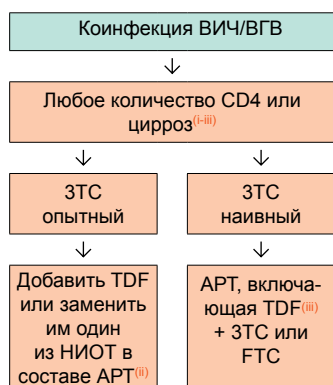 Коинфекция ВИЧ/ВГВ
Любое количество CD4 или
цирроз(i-iii)
3TC
опытный
3TC
наивный
Добавить TDF
или заменить
им один
из НИОТ в
составе АРТ(ii)
АРТ, включа-
ющая TDF(iii)
+ 3TC или
FTC